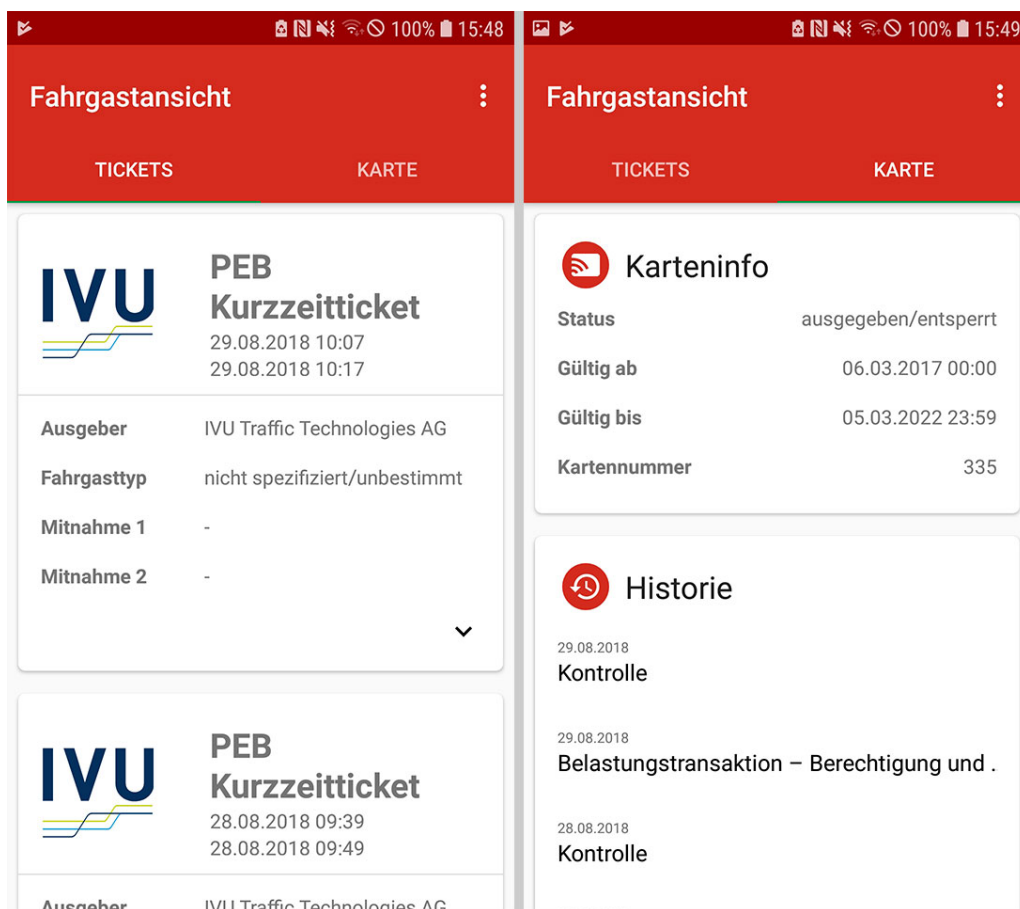 100% 15:48
Fahrgastansicht
TICKETS KARTE
IVU
PEB
Kurzzeitticket
29.08.2018 10:07
29.08.2018 10:17
Ausgeber IVU Traffic Technologies AG
Fahrgasttyp nicht spezifiziert/unbestimmt
Mitnahme 1 -
Mitnahme 2 -
IVU
PEB
Kurzzeitticket
28.08.2018 09:39
28.08.2018 09:49
Ausgeber IVU Traffic Technologies AG
100% 15:49
Fahrgastansicht
TICKETS KARTE
Karteninfo
Status ausgegeben/entsperrt
Gültig ab 06.03.2017 00:00
Gültig bis 05.03.2022 23:59
Kartennummer 335
Historie
29.08.2018
Kontrolle
29.08.2018
Belastungstransaktion – Berechtigung und .
28.08.2018
Kontrolle